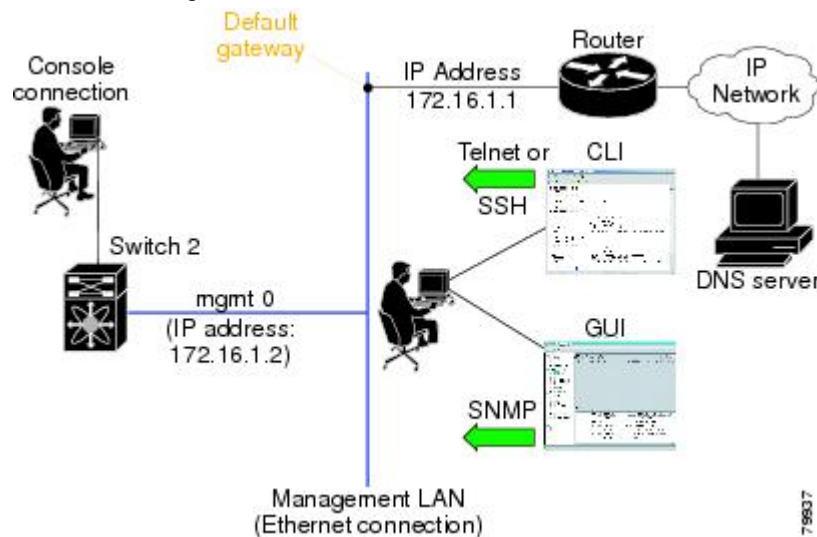 Default
gateway
Console
connection
IP Address
172.16.1.1
Router
IP
Network
Telnet or
SSH
CLI
Switch 2
DNS server
mgmt 0
(IP address:
172.16.1.2)
GUI
SNMP
Management LAN
(Ethernet connection)
79937